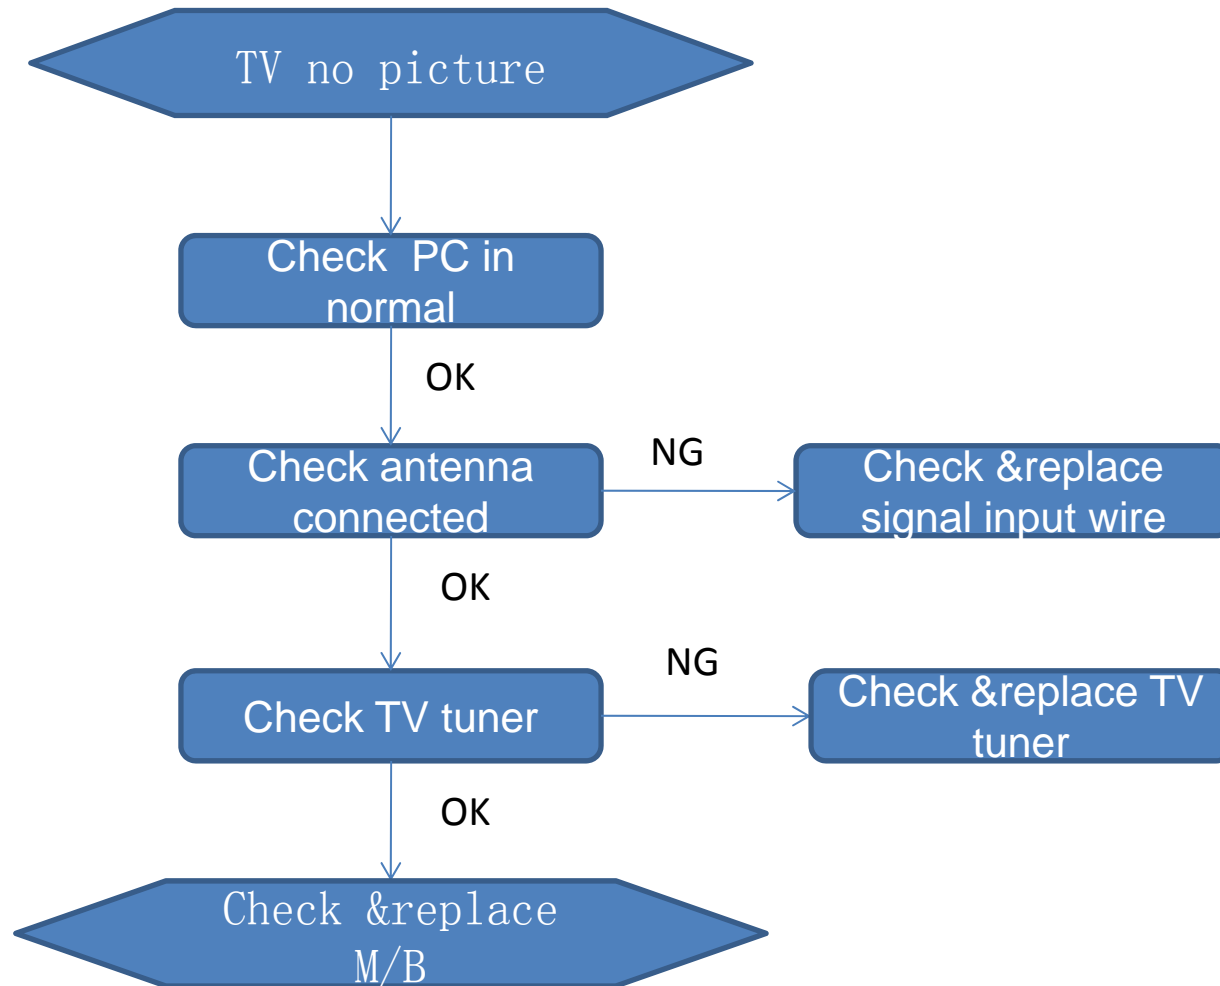 TV no picture
Check  PC in
normal
OK
Check antenna
connected
NG
Check &replace
signal input wire
OK
Check TV tuner
NG
Check &replace TV
tuner
OK
Check &replace
M/B